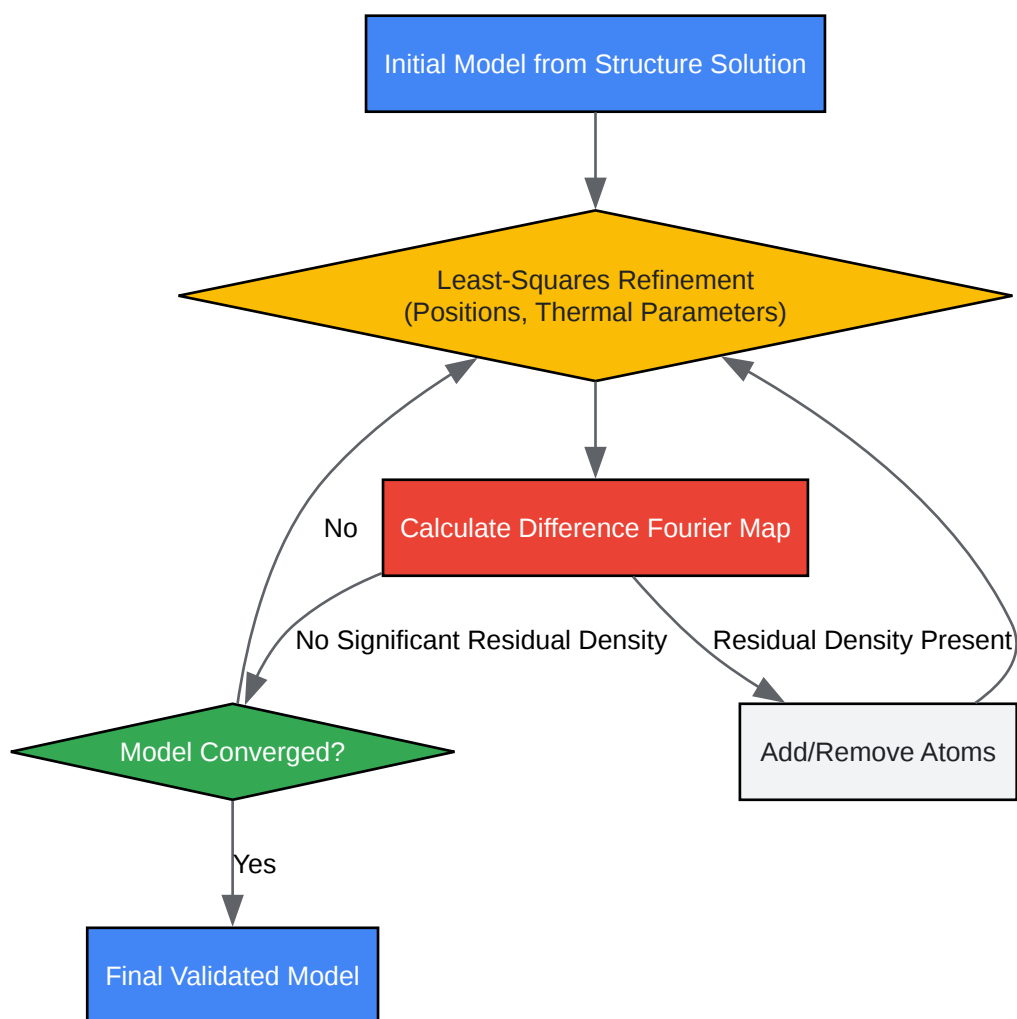 Initial Model from Structure Solution
Least-Squares Refinement
(Positions, Thermal Parameters)
Calculate Difference Fourier Map
No
No Significant Residual Density
Residual Density Present
Model Converged?
Add/Remove Atoms
Yes
Final Validated Model